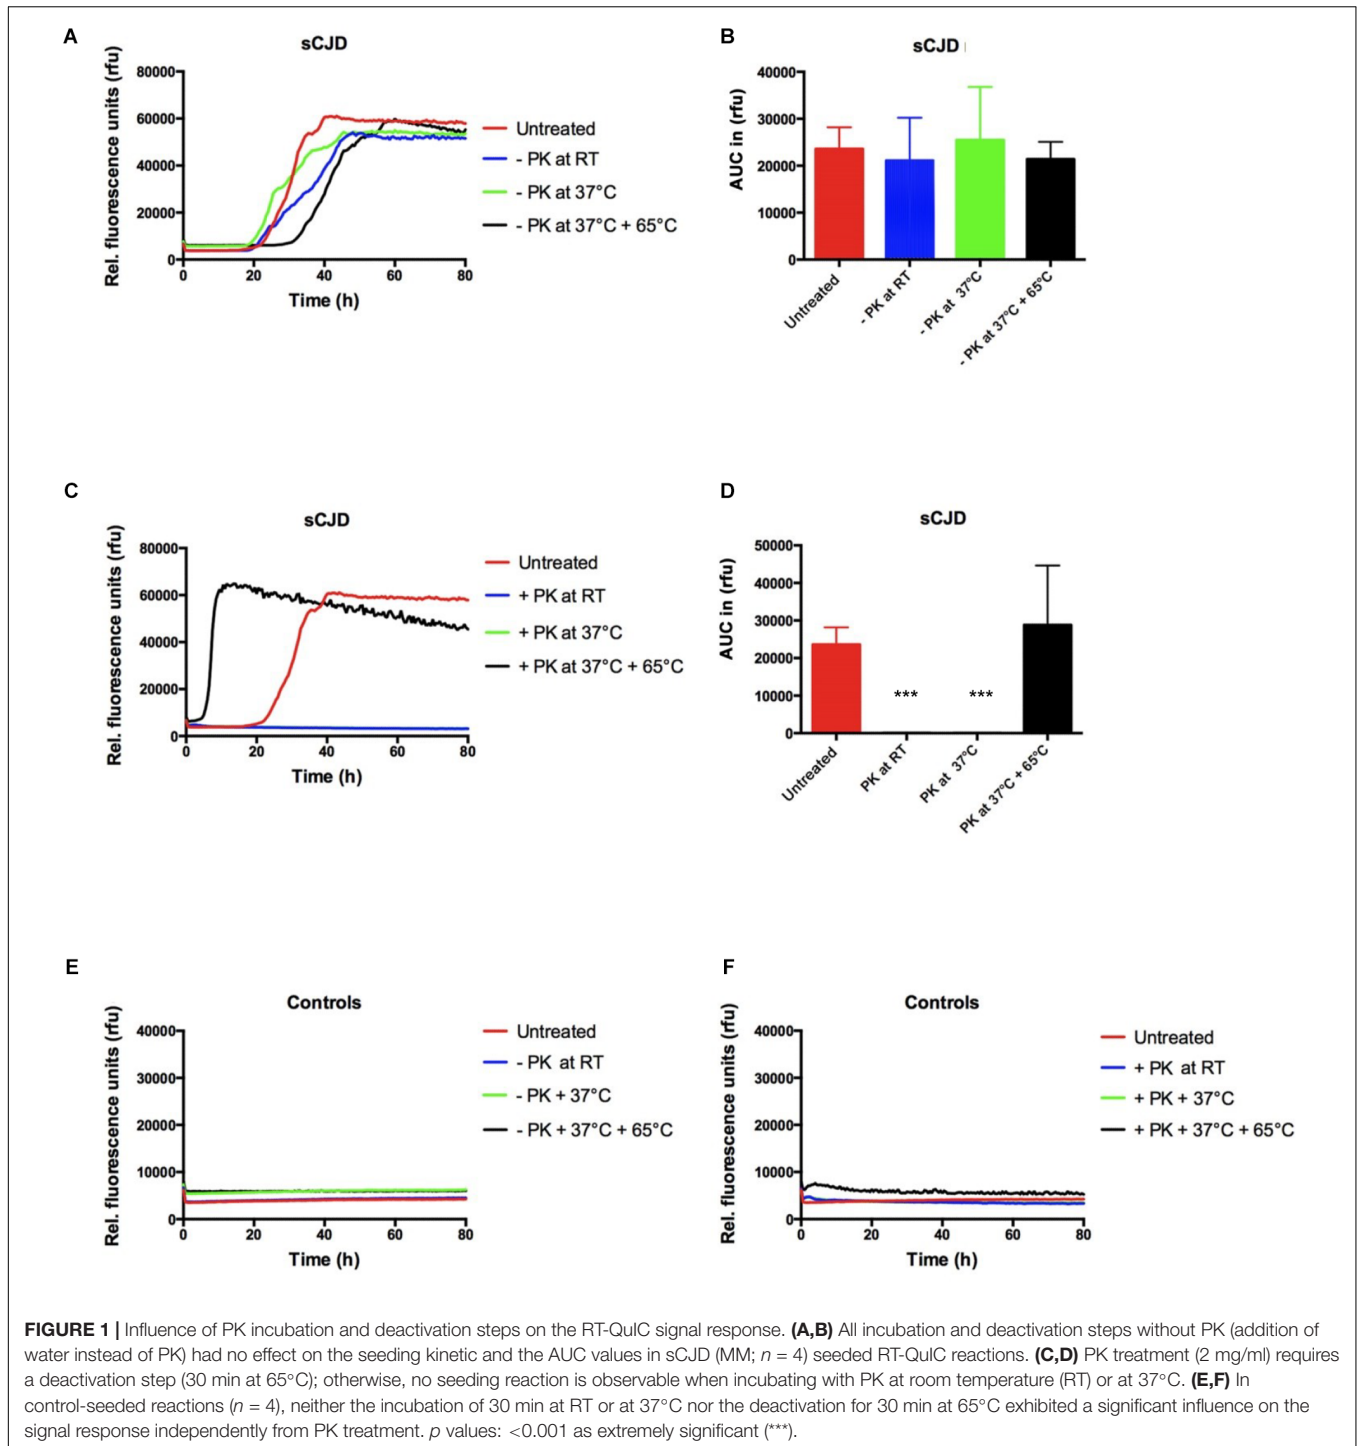 A
sCJD
Rel. fluorescence units (rfu)
80000
60000
40000
20000
0
0 20 40 60 80
Time (h)
Untreated
- PK at RT
- PK at 37°C
- PK at 37°C + 65°C
B
sCJD
AUC in (rfu)
40000
30000
20000
10000
0
Untreated
- PK at RT
- PK at 37°C
- PK at 37°C + 65°C
C
sCJD
Rel. fluorescence units (rfu)
80000
60000
40000
20000
0
0 20 40 60 80
Time (h)
Untreated
+ PK at RT
+ PK at 37°C
+ PK at 37°C + 65°C
D
sCJD
AUC in (rfu)
50000
40000
30000
20000
10000
0
*** ***
Untreated
PK at RT
PK at 37°C
PK at 37°C + 65°C
E
Controls
Rel. fluorescence units (rfu)
40000
30000
20000
10000
0
0 20 40 60 80
Time (h)
Untreated
- PK at RT
- PK + 37°C
- PK + 37°C + 65°C
F
Controls
Rel. fluorescence units (rfu)
40000
30000
20000
10000
0
0 20 40 60 80
Time (h)
Untreated
+ PK at RT
+ PK + 37°C
+ PK + 37°C + 65°C
FIGURE 1 | Influence of PK incubation and deactivation steps on the RT-QuIC signal response. (A,B) All incubation and deactivation steps without PK (addition of
water instead of PK) had no effect on the seeding kinetic and the AUC values in sCJD (MM; n = 4) seeded RT-QuIC reactions. (C,D) PK treatment (2 mg/ml) requires
a deactivation step (30 min at 65°C); otherwise, no seeding reaction is observable when incubating with PK at room temperature (RT) or at 37°C. (E,F) In
control-seeded reactions (n = 4), neither the incubation of 30 min at RT or at 37°C nor the deactivation for 30 min at 65°C exhibited a significant influence on the
signal response independently from PK treatment. p values: <0.001 as extremely significant (***).